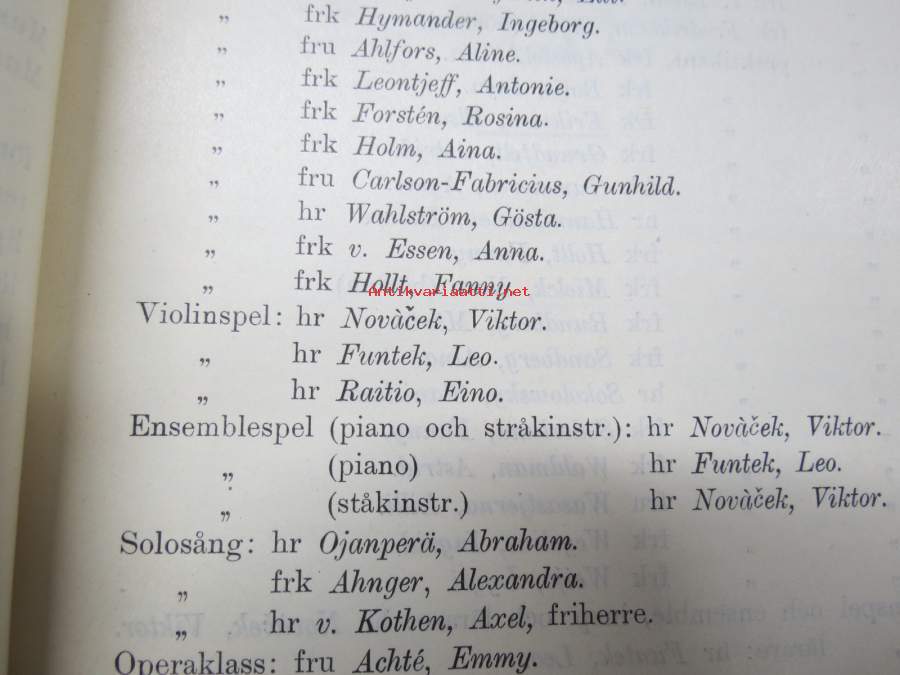 „ frk Hymander, Ingeborg.
„ fru Ahlfors, Aline.
„ frk Leontjeff, Antonie.
„ frk Forstén, Rosina.
„ frk Holm, Aina.
„ fru Carlson-Fabricius, Gunhild.
„ hr Wahlström, Gösta.
„ frk v. Essen, Anna.
„ frk Hollt, Fanny.
Antikvariaatti.net
Violinspel: hr Novàček, Viktor.
„ hr Funtek, Leo.
„ hr Raitio, Eino.
Ensemblespel (piano och stråkinstr.): hr Novàček, Viktor.
„ (piano) hr Funtek, Leo.
„ (ståkinstr.) hr Novàček, Viktor.
Solosång: hr Ojanperä, Abraham.
„ frk Ahnger, Alexandra.
„ hr v. Kothen, Axel, friherre.
Operaklass: fru Achté, Emmy.